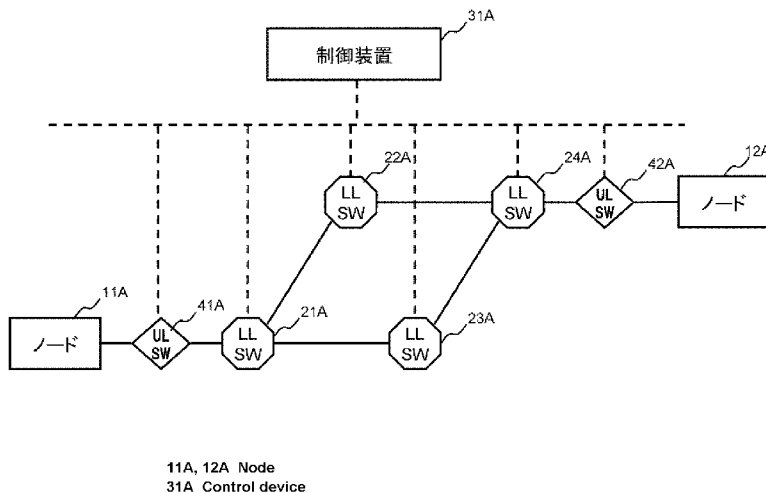 31A
制御装置
22A
LL
SW
24A
LL
SW
42A
UL
SW
12A
ノード
11A
ノード
41A
UL
SW
21A
LL
SW
23A
LL
SW
11A, 12A Node
31A Control device